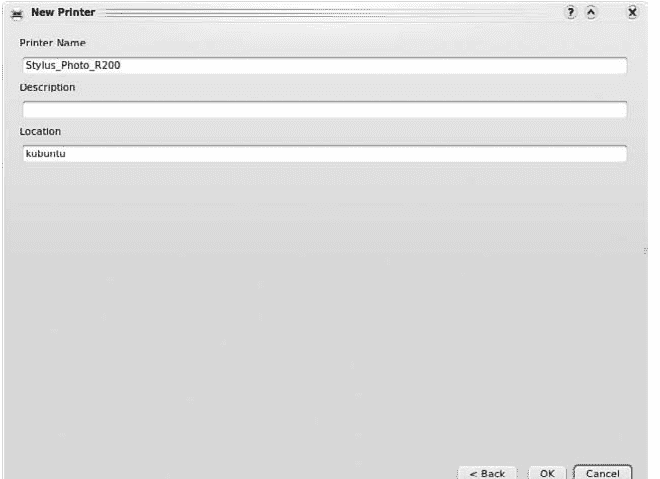 New Printer
Printer Name
Stylus_Photo_R200
Description
Location
kubuntu
< Back OK Cancel